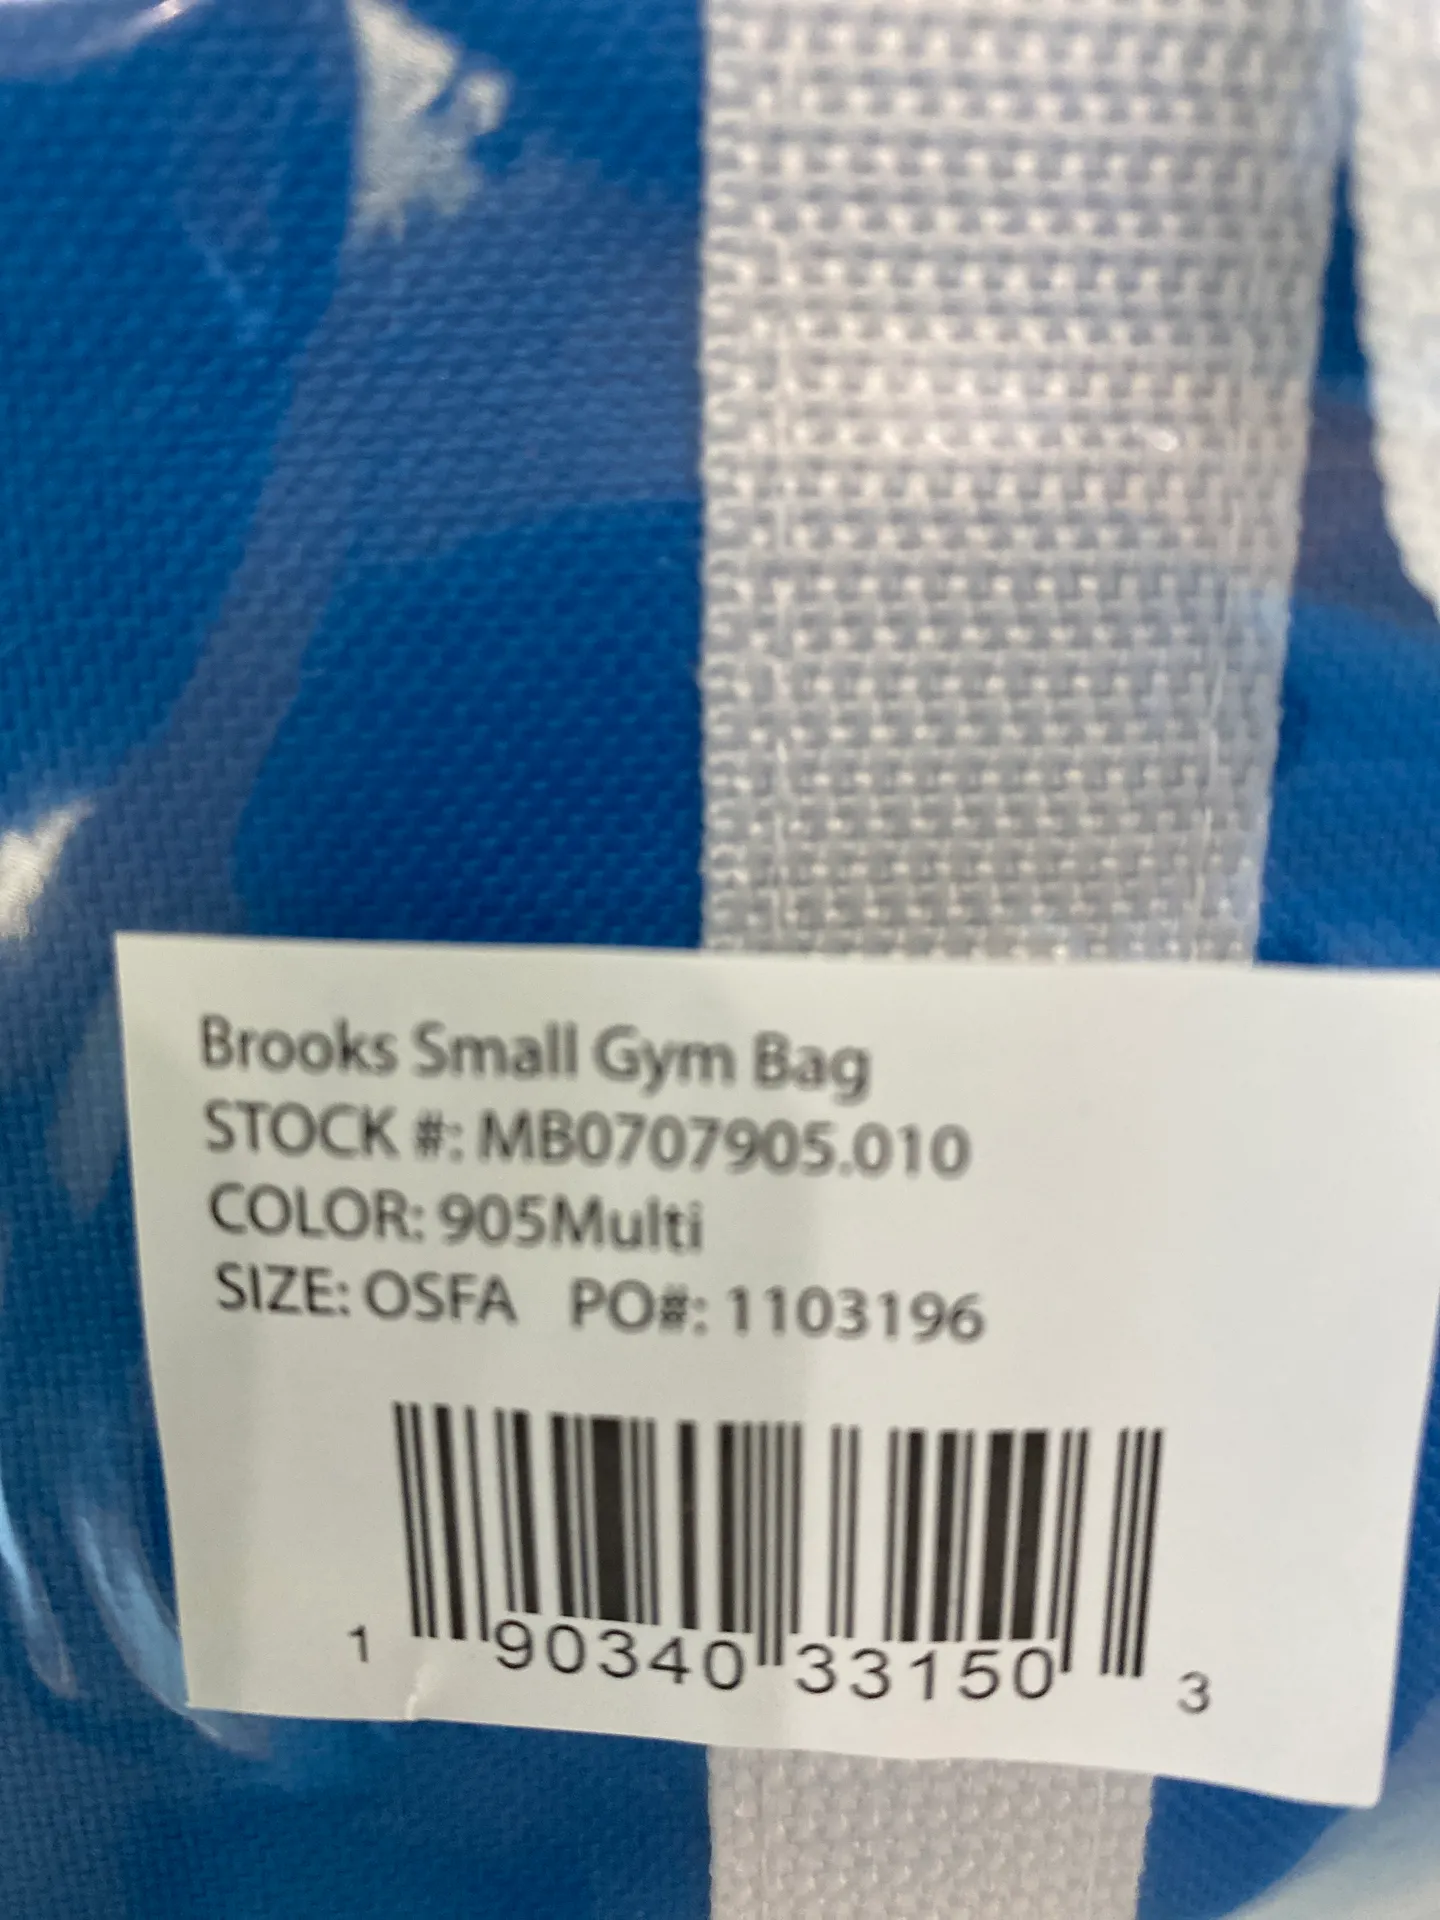 Brooks Small Gym Bag
STOCK #: MB0707905.010
COLOR: 905Multi
SIZE: OSFA PO#: 1103196
1 90340 33150 3